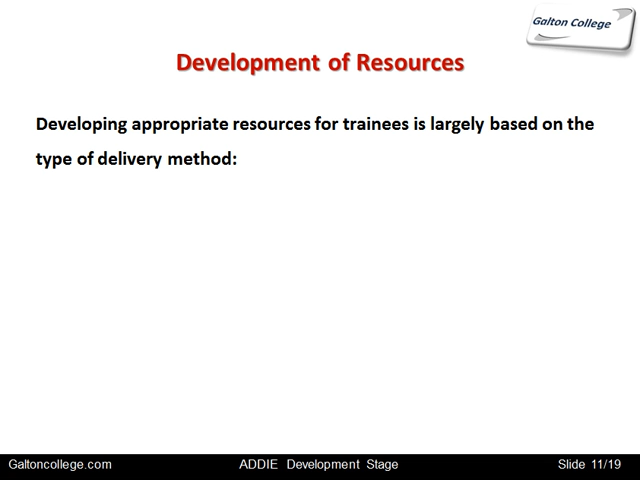 Galton College
Development of Resources
Developing appropriate resources for trainees is largely based on the
type of delivery method:
Galtoncollege.com
ADDIE Development Stage
Slide 11/19